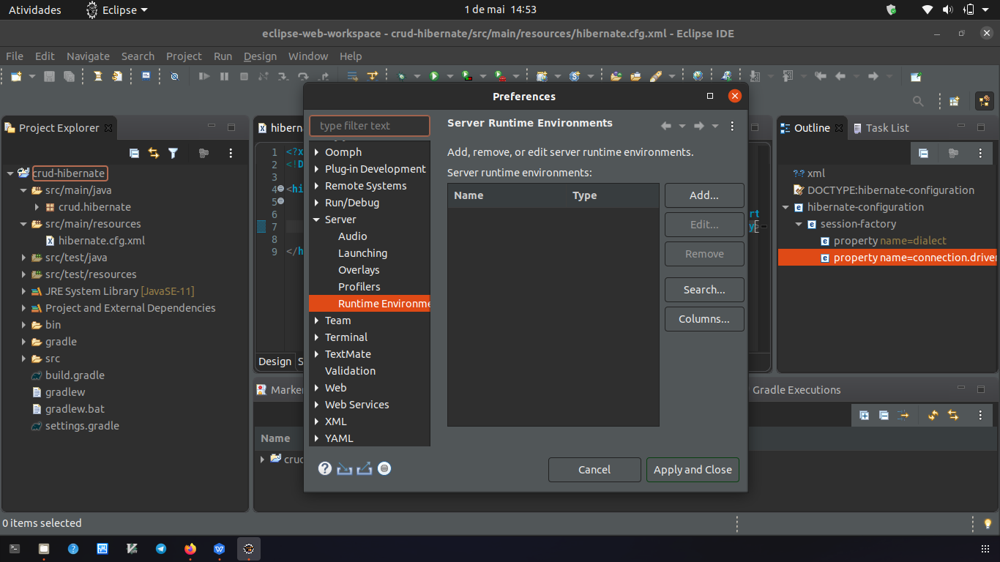 Atividades
Eclipse
1 de mai 14:53
eclipse-web-workspace - crud-hibernate/src/main/resources/hibernate.cfg.xml - Eclipse IDE
File Edit Navigate Search Project Run Design Window Help
Project Explorer
crud-hibernate
src/main/java
crud.hibernate
src/main/resources
hibernate.cfg.xml
src/test/java
src/test/resources
JRE System Library [JavaSE-11]
Project and External Dependencies
bin
gradle
src
build.gradle
gradlew
gradlew.bat
settings.gradle
hibern
1 <?x
2 <!D
3
4 <hi
5
6 rt
7 y>
8
9 </h
Design S
Preferences
type filter text
Oomph
Plug-in Development
Remote Systems
Run/Debug
Server
Audio
Launching
Overlays
Profilers
Runtime Environme
Team
Terminal
TextMate
Validation
Web
Web Services
XML
YAML
Server Runtime Environments
Add, remove, or edit server runtime environments.
Server runtime environments:
Name Type
Add...
Edit...
Remove
Search...
Columns...
Cancel
Apply and Close
Outline
Task List
xml
DOCTYPE:hibernate-configuration
hibernate-configuration
session-factory
property name=dialect
property name=connection.driver
Marker
Gradle Executions
Name
crud
0 items selected